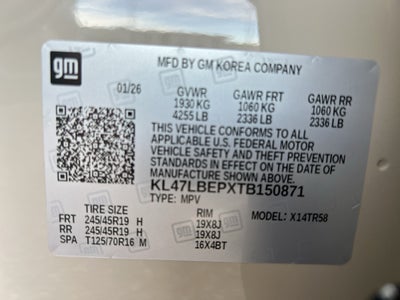 gm
MFD BY GM KOREA COMPANY
01/26
GVWR GAWR FRT GAWR RR
1930 KG 1060 KG 1060 KG
4255 LB 2336 LB 2336 LB
THIS VEHICLE CONFORMS TO ALL
APPLICABLE U.S. FEDERAL MOTOR
VEHICLE SAFETY AND THEFT PREVENTION
STANDARDS IN EFFECT ON THE DATE OF
MANUFACTURE SHOWN ABOVE.
KL47LBEPXTB150871
TYPE: MPV
TIRE SIZE RIM MODEL: X14TR58
FRT 245/45R19 H 19X8J
RR 245/45R19 H 19X8J
SPA T125/70R16 M 16X4BT